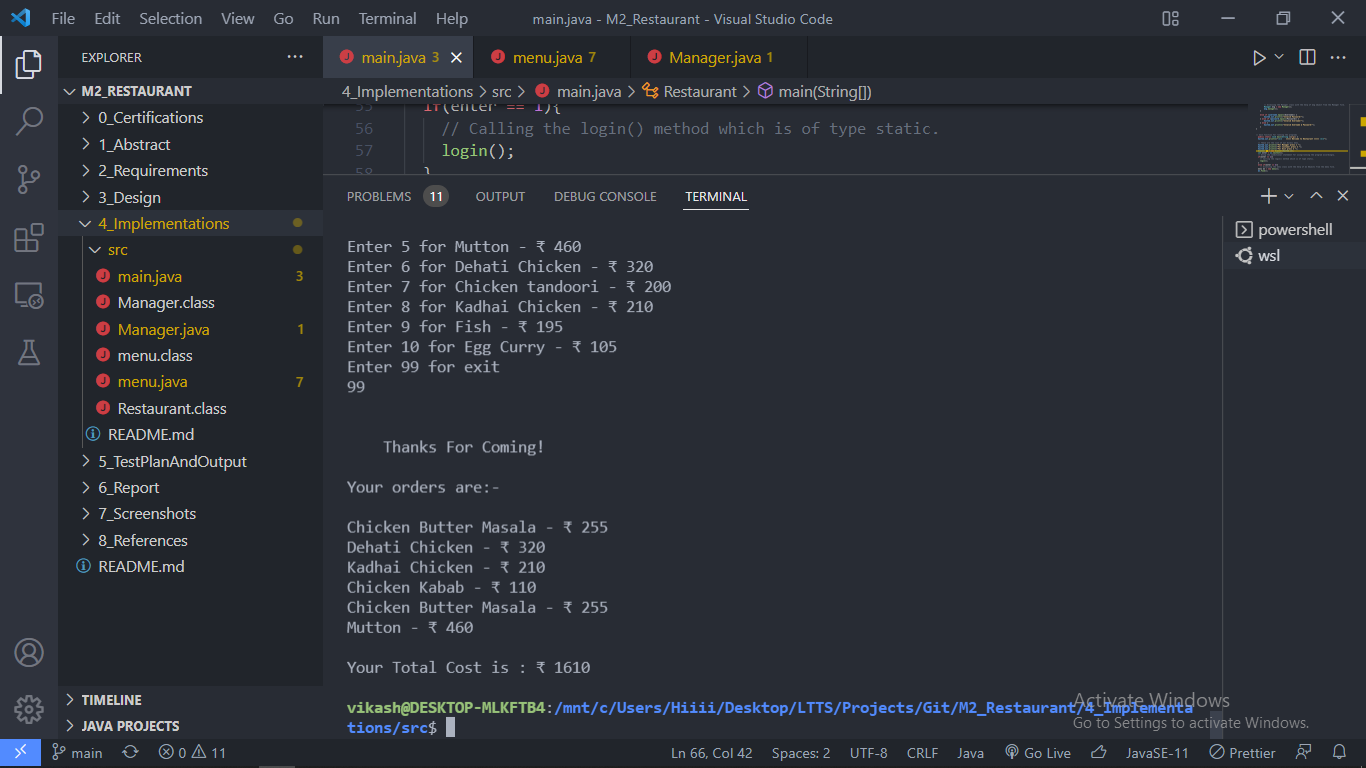 File Edit Selection View Go Run Terminal Help main.java - M2_Restaurant - Visual Studio Code
EXPLORER
M2_RESTAURANT
0_Certifications
1_Abstract
2_Requirements
3_Design
4_Implementations
src
main.java 3
Manager.class
Manager.java 1
menu.class
menu.java 7
Restaurant.class
README.md
5_TestPlanAndOutput
6_Report
7_Screenshots
8_References
README.md
TIMELINE
JAVA PROJECTS
main.java 3 menu.java 7 Manager.java 1
4_Implementations > src > main.java > Restaurant > main(String[])
55 if(enter == 1){
56 // Calling the login() method which is of type static.
57 login();
58 }
PROBLEMS 11 OUTPUT DEBUG CONSOLE TERMINAL
Enter 5 for Mutton - ₹ 460
Enter 6 for Dehati Chicken - ₹ 320
Enter 7 for Chicken tandoori - ₹ 200
Enter 8 for Kadhai Chicken - ₹ 210
Enter 9 for Fish - ₹ 195
Enter 10 for Egg Curry - ₹ 105
Enter 99 for exit
99
Thanks For Coming!
Your orders are:-
Chicken Butter Masala - ₹ 255
Dehati Chicken - ₹ 320
Kadhai Chicken - ₹ 210
Chicken Kabab - ₹ 110
Chicken Butter Masala - ₹ 255
Mutton - ₹ 460
Your Total Cost is : ₹ 1610
vikash@DESKTOP-MLKFTB4:/mnt/c/Users/Hiiii/Desktop/LTTS/Projects/Git/M2_Restaurant/4_Implementa
tions/src$
powershell
wsl
Activate Windows
Go to Settings to activate Windows.
main 0 11 Ln 66, Col 42 Spaces: 2 UTF-8 CRLF Java Go Live JavaSE-11 Prettier